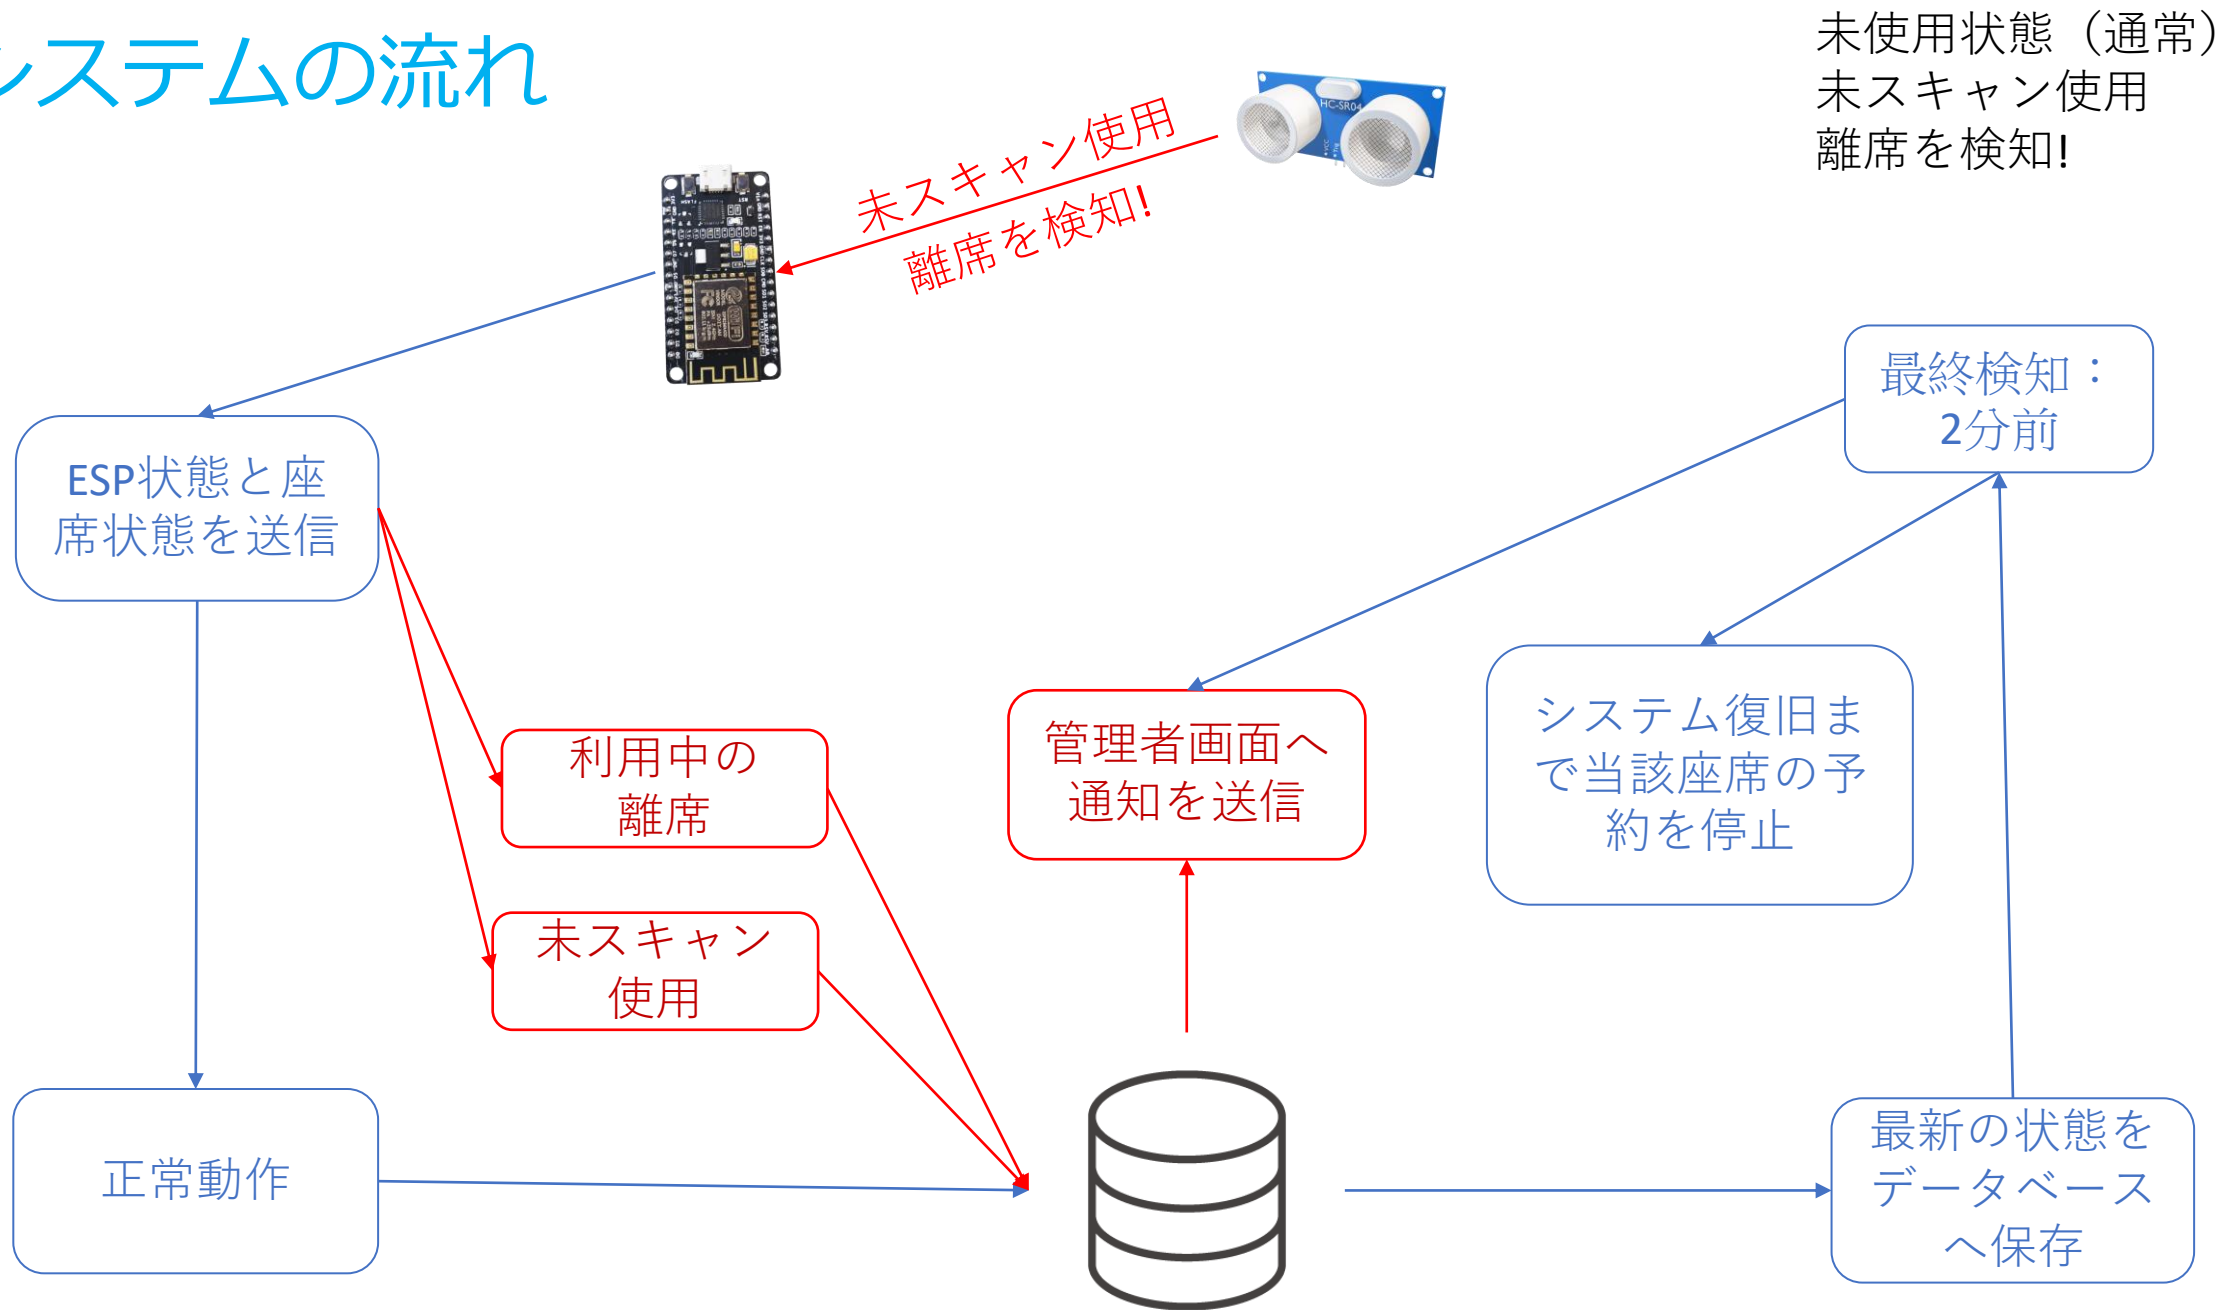 システムの流れ
未使用状態（通常）
未スキャン使用
離席を検知!
HC-SR04
未スキャン使用
離席を検知!
最終検知：
2分前
ESP状態と座
席状態を送信
システム復旧ま
で当該座席の予
約を停止
管理者画面へ
通知を送信
利用中の
離席
未スキャン
使用
正常動作
最新の状態を
データベース
へ保存